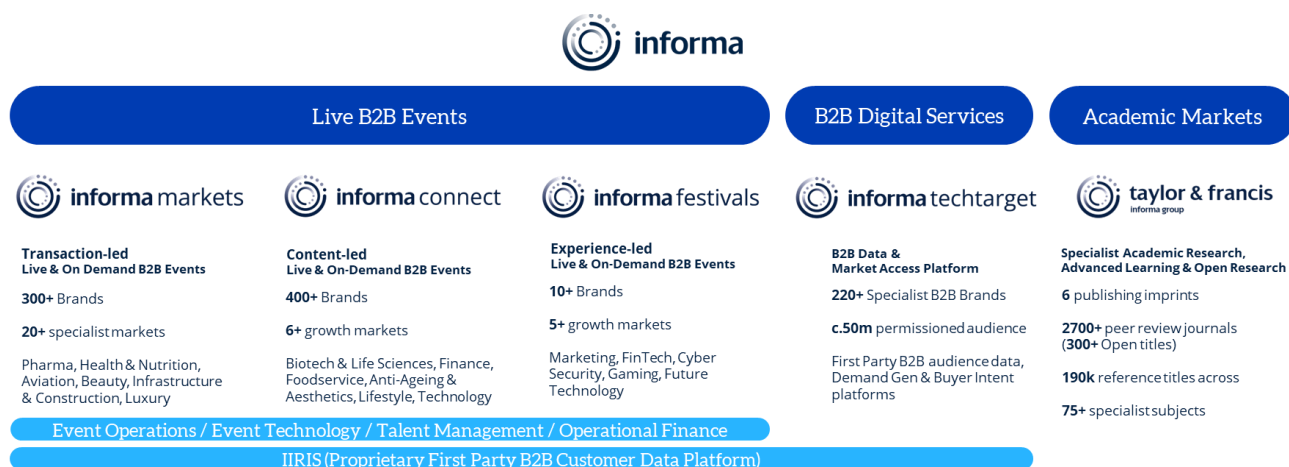 informa
Live B2B Events
B2B Digital Services
Academic Markets
informa markets
Transaction-led
Live & On Demand B2B Events
300+ Brands
20+ specialist markets
Pharma, Health & Nutrition,
Aviation, Beauty, Infrastructure
& Construction, Luxury
informa connect
Content-led
Live & On-Demand B2B Events
400+ Brands
6+ growth markets
Biotech & Life Sciences, Finance,
Foodservice, Anti-Ageing &
Aesthetics, Lifestyle, Technology
informa festivals
Experience-led
Live & On-Demand B2B Events
10+ Brands
5+ growth markets
Marketing, FinTech, Cyber
Security, Gaming, Future
Technology
informa techtarget
B2B Data &
Market Access Platform
220+ Specialist B2B Brands
c.50m permissioned audience
First Party B2B audience data,
Demand Gen & Buyer Intent
platforms
taylor & francis
informa group
Specialist Academic Research,
Advanced Learning & Open Research
6 publishing imprints
2700+ peer review journals
(300+ Open titles)
190k reference titles across
75+ specialist subjects
Event Operations / Event Technology / Talent Management / Operational Finance
IIRIS (Proprietary First Party B2B Customer Data Platform)